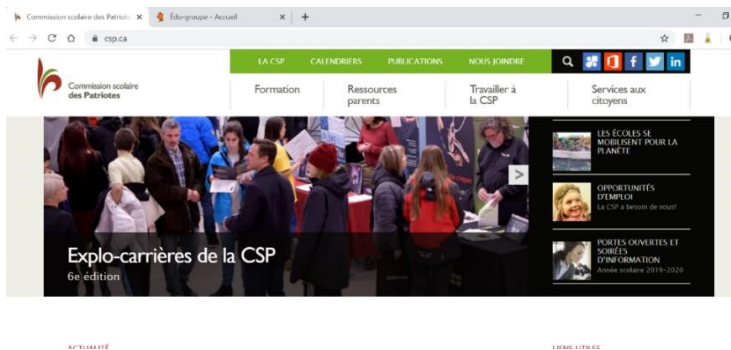 Commission scolaire des Patriote
Édu-groupe - Accueil
csp.ca
LA CSP
CALENDRIERS
PUBLICATIONS
NOUS JOINDRE
Commission scolaire
des Patriotes
Formation
Ressources
parents
Travailler à
la CSP
Services aux
citoyens
Explo-carrières de la CSP
6e édition
LES ÉCOLES SE
MOBILISENT POUR LA
PLANÈTE
OPPORTUNITÉS
D'EMPLOI
La CSP a besoin de vous!
PORTES OUVERTES ET
SOIRÉES
D'INFORMATION
Année scolaire 2019-2020
ACTUALITÉ
LIENS UTILES